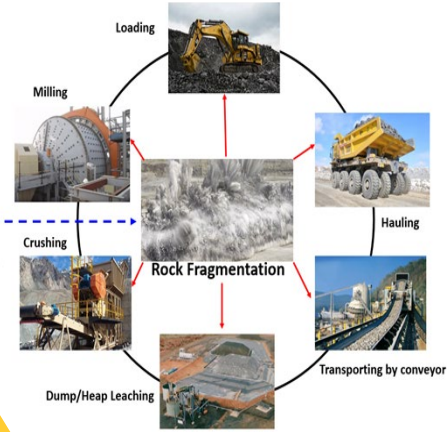 Loading
Milling
Hauling
Crushing
Rock Fragmentation
Transporting by conveyor
Dump/Heap Leaching